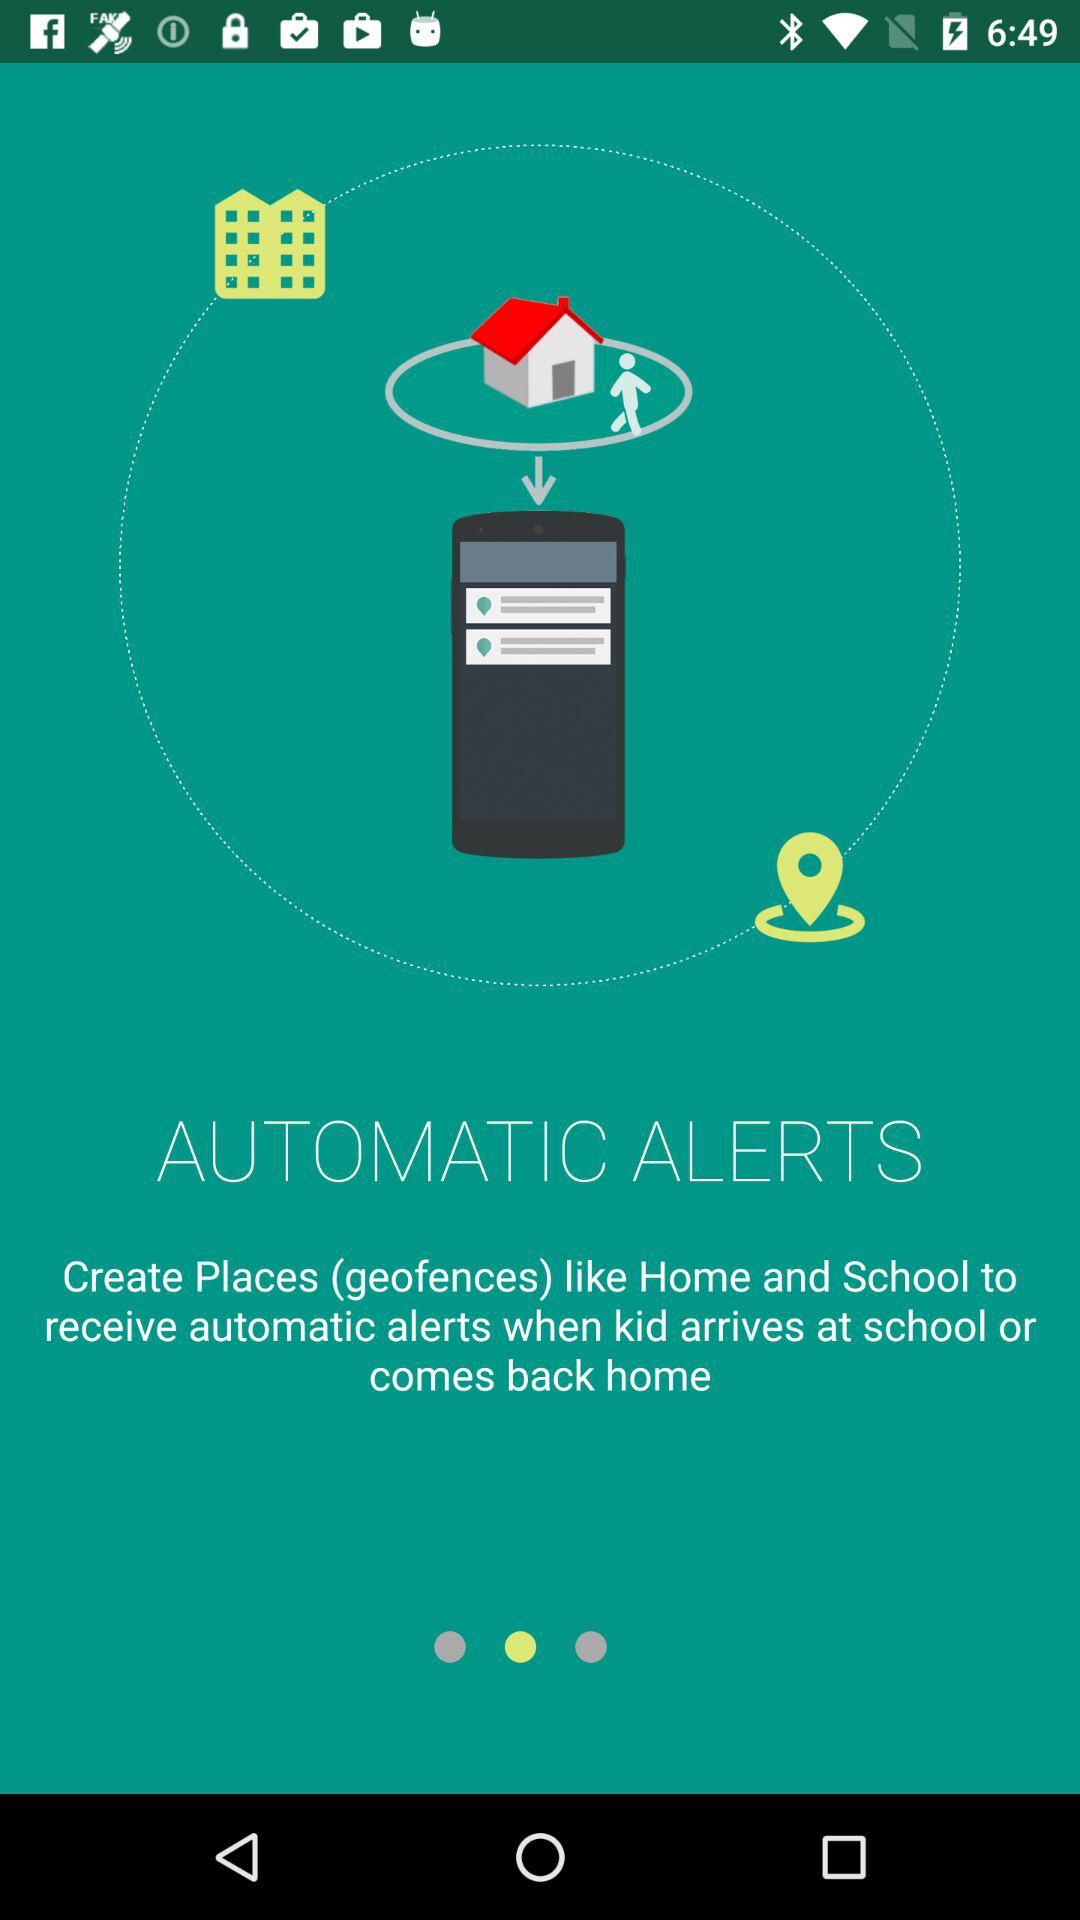 FAKE
6:49
AUTOMATIC ALERTS
Create Places (geofences) like Home and School to
receive automatic alerts when kid arrives at school or
comes back home